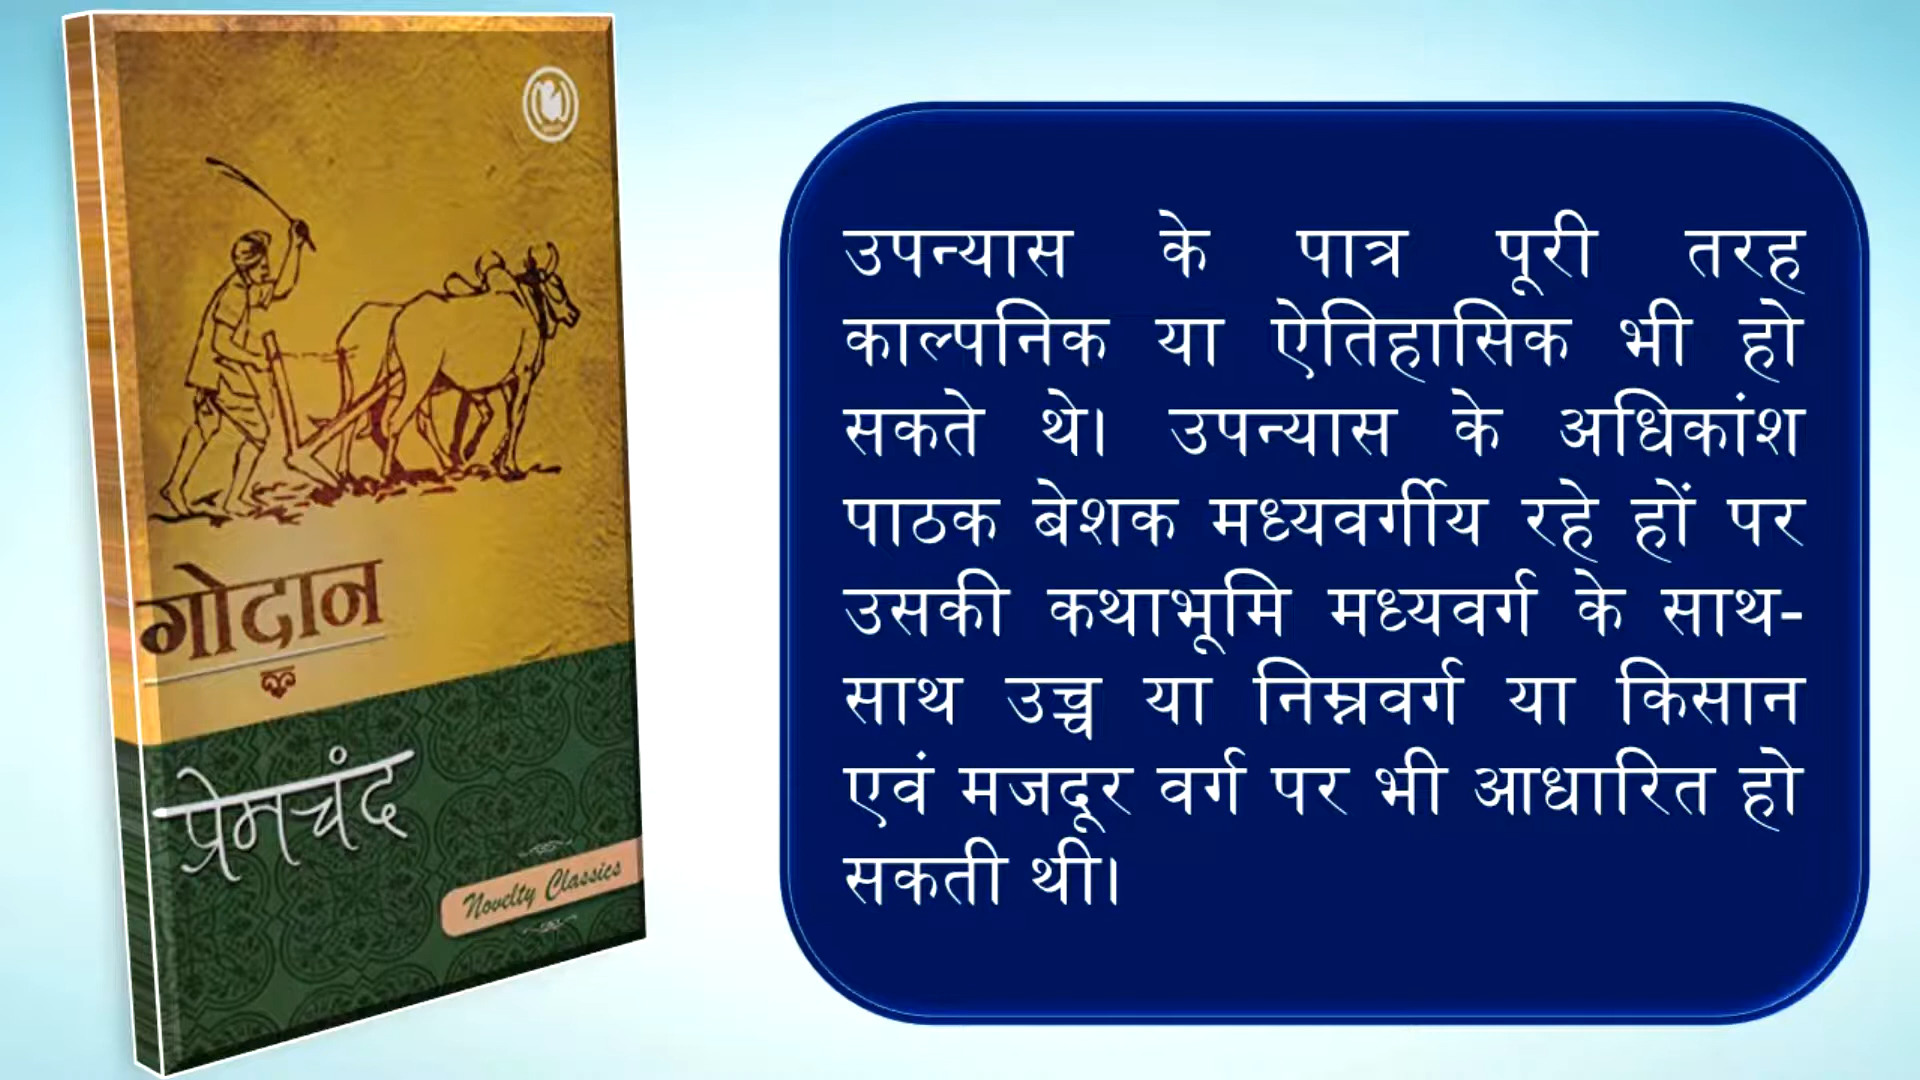 गोदान
प्रेमचंद
Novelty Classics
उपन्यास के पात्र पूरी तरह
काल्पनिक या ऐतिहासिक भी हो
सकते थे। उपन्यास के अधिकांश
पाठक बेशक मध्यवर्गीय रहे हों पर
उसकी कथाभूमि मध्यवर्ग के साथ-
साथ उच्च या निम्नवर्ग या किसान
एवं मजदूर वर्ग पर भी आधारित हो
सकती थी।